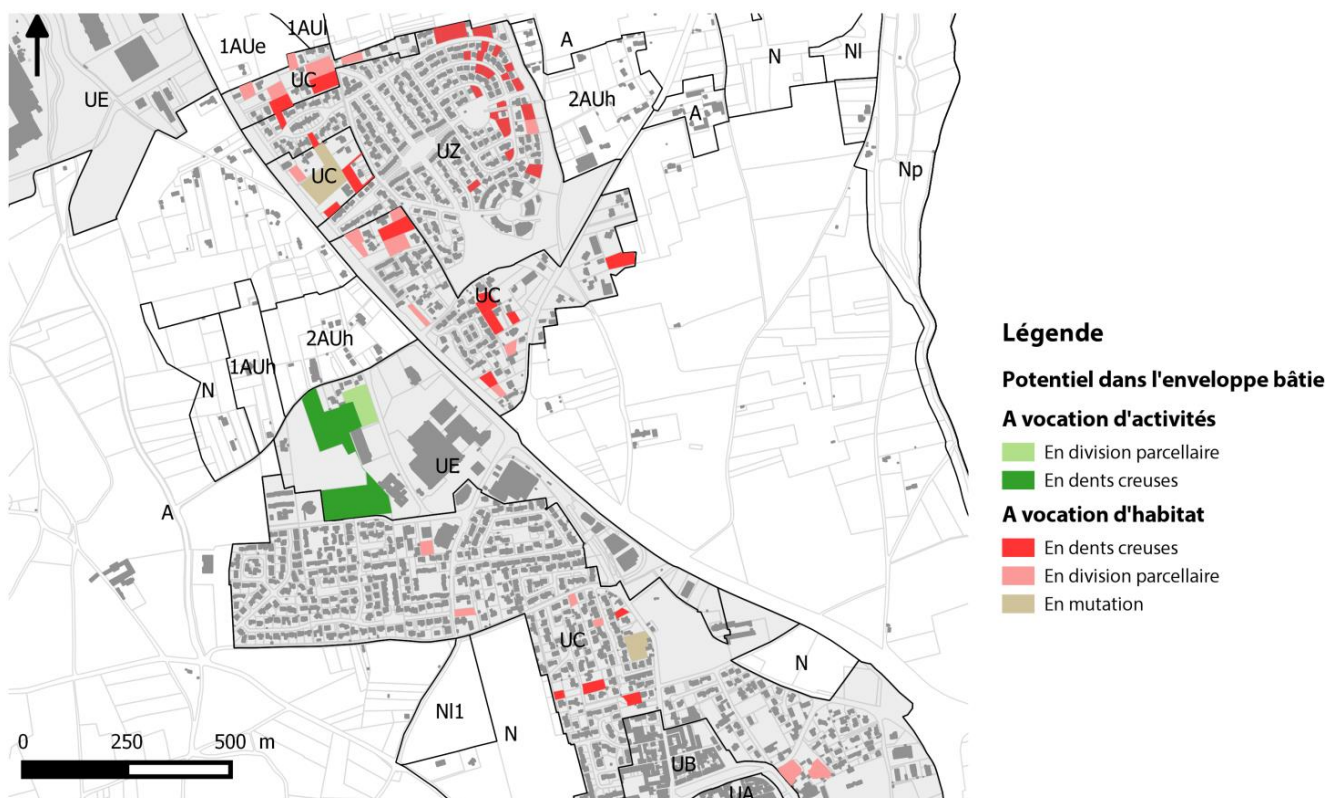 1AUe
1AUl
A
N
Nl
UE
UC
2AUh
A
UZ
Np
UC
UC
2AUh
1AUh
N
UE
A
UC
N
Nl1
N
UB
UA
0 250 500 m
Légende
Potentiel dans l'enveloppe bâtie
A vocation d'activités
En division parcellaire
En dents creuses
A vocation d'habitat
En dents creuses
En division parcellaire
En mutation